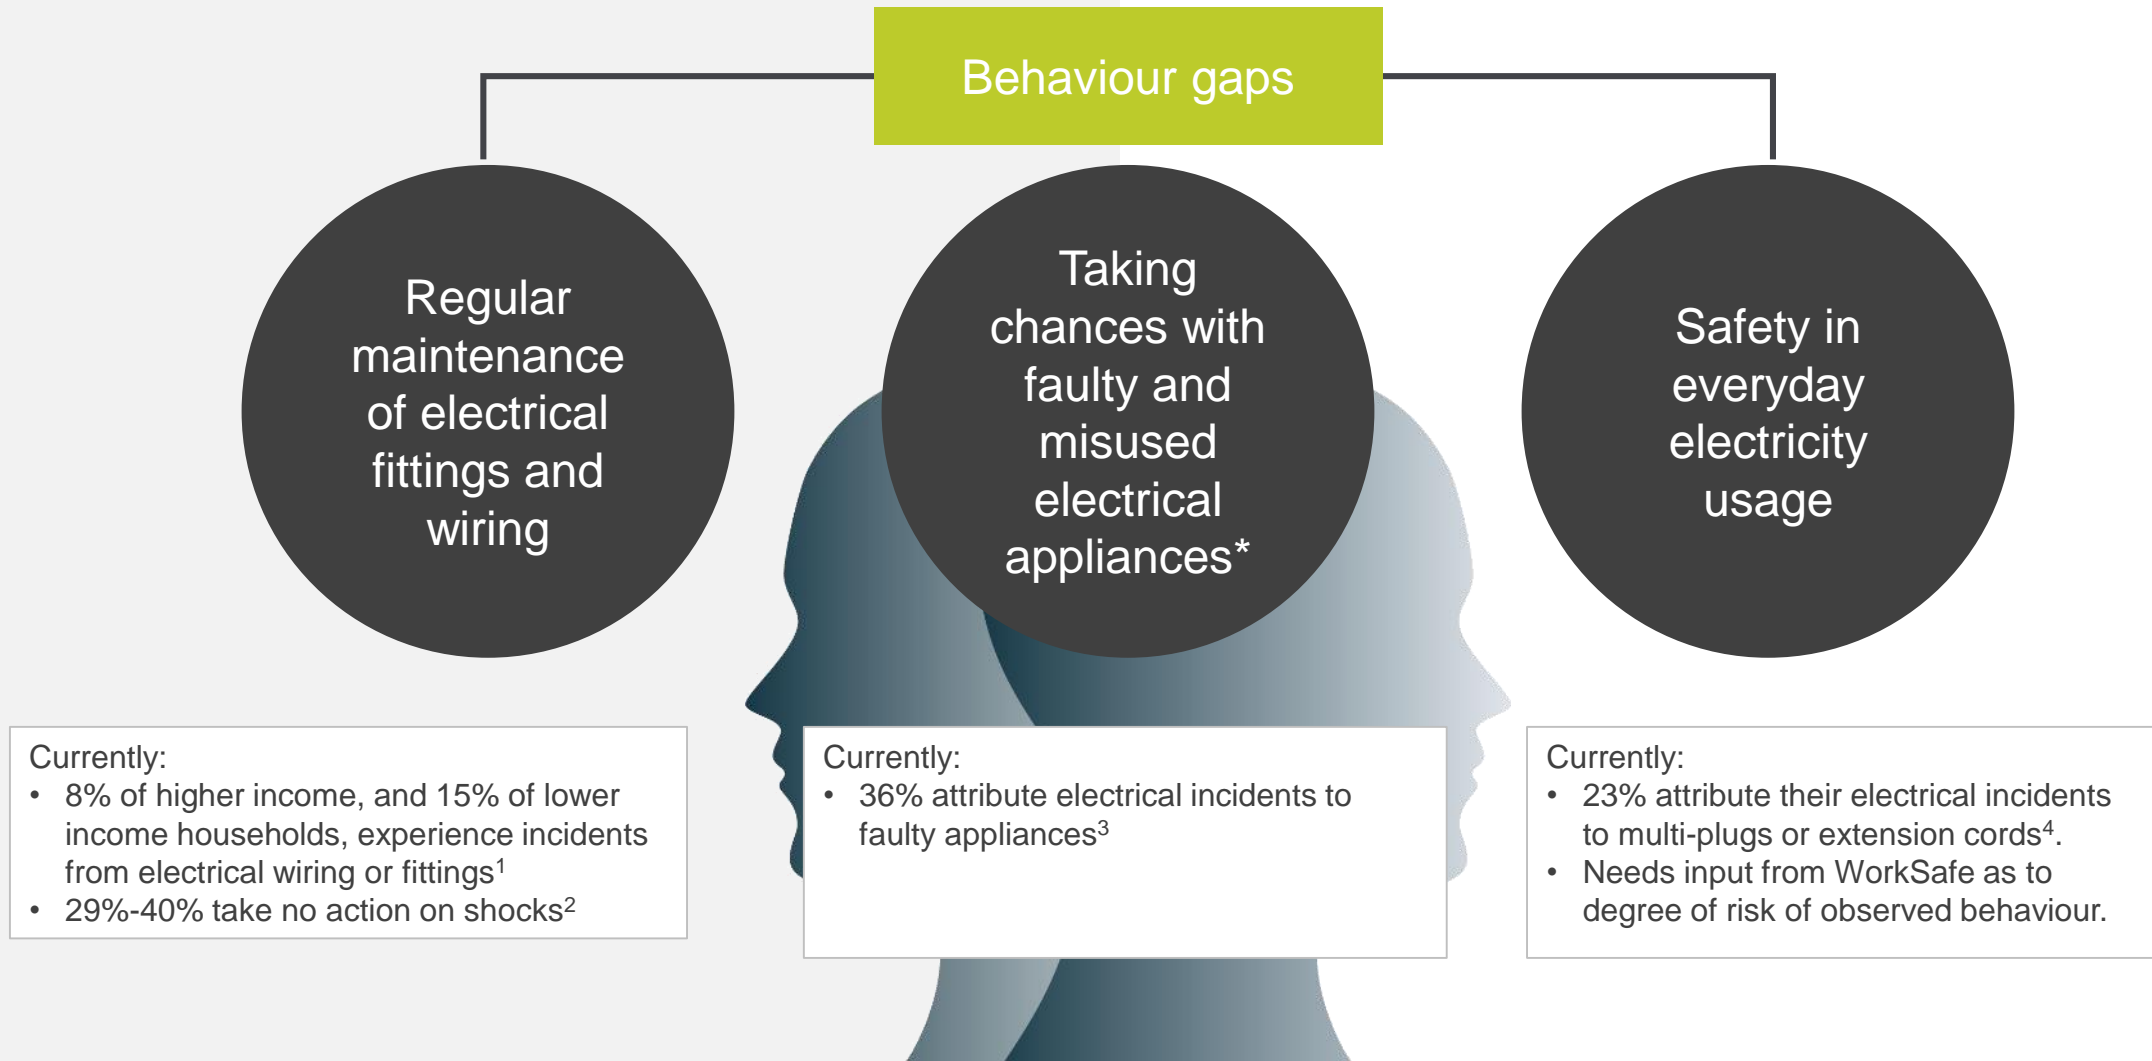 Behaviour gaps
Regular
maintenance
of electrical
fittings and
wiring
Taking
chances with
faulty and
misused
electrical
appliances*
Safety in
everyday
electricity
usage
Currently:
• 8% of higher income, and 15% of lower
income households, experience incidents
from electrical wiring or fittings¹
• 29%-40% take no action on shocks²
Currently:
• 36% attribute electrical incidents to
faulty appliances³
Currently:
• 23% attribute their electrical incidents
to multi-plugs or extension cords⁴.
• Needs input from WorkSafe as to
degree of risk of observed behaviour.